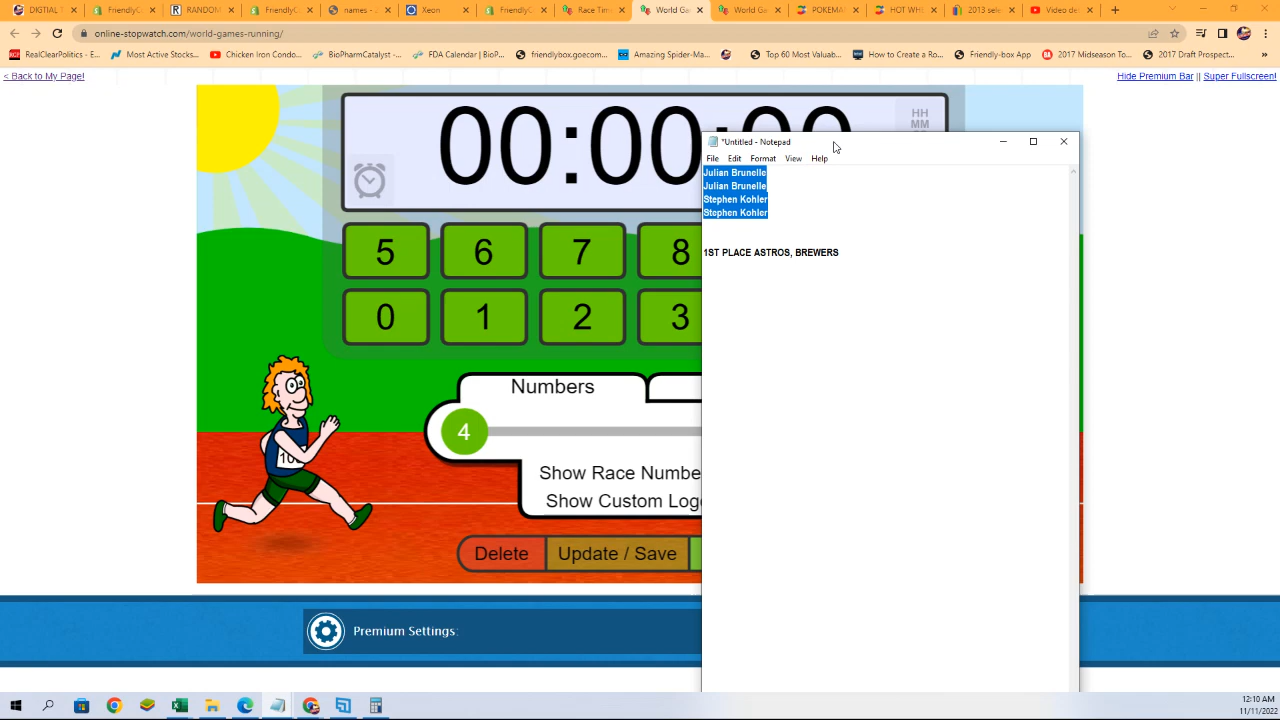 DIGTIAL T
FriendlyC
RANDOM
FriendlyC
names - 
Xeon
FriendlyC
Race Tim
World Ga
World Ga
POKEMA
HOT WH
2013 sele
Video de
online-stopwatch.com/world-games-running/
RealClearPolitics - E...
Most Active Stocks...
Chicken Iron Condo...
BioPharmCatalyst -...
FDA Calendar | BioP...
friendlybox.goecom...
Amazing Spider-Ma...
Top 60 Most Valuab...
How to Create a Ro...
Friendly-box App
2017 Midseason To...
2017 Draft Prospect...
»
< Back to My Page!
Hide Premium Bar || Super Fullscreen!
00:00:00
HH
MM
*Untitled - Notepad
File Edit Format View Help
Julian Brunelle
Julian Brunelle
Stephen Kohler
Stephen Kohler
1ST PLACE ASTROS, BREWERS
5 6 7 8
0 1 2 3
Numbers
4
Show Race Numbe
Show Custom Log
Delete
Update / Save
Premium Settings:
12:10 AM
11/11/2022